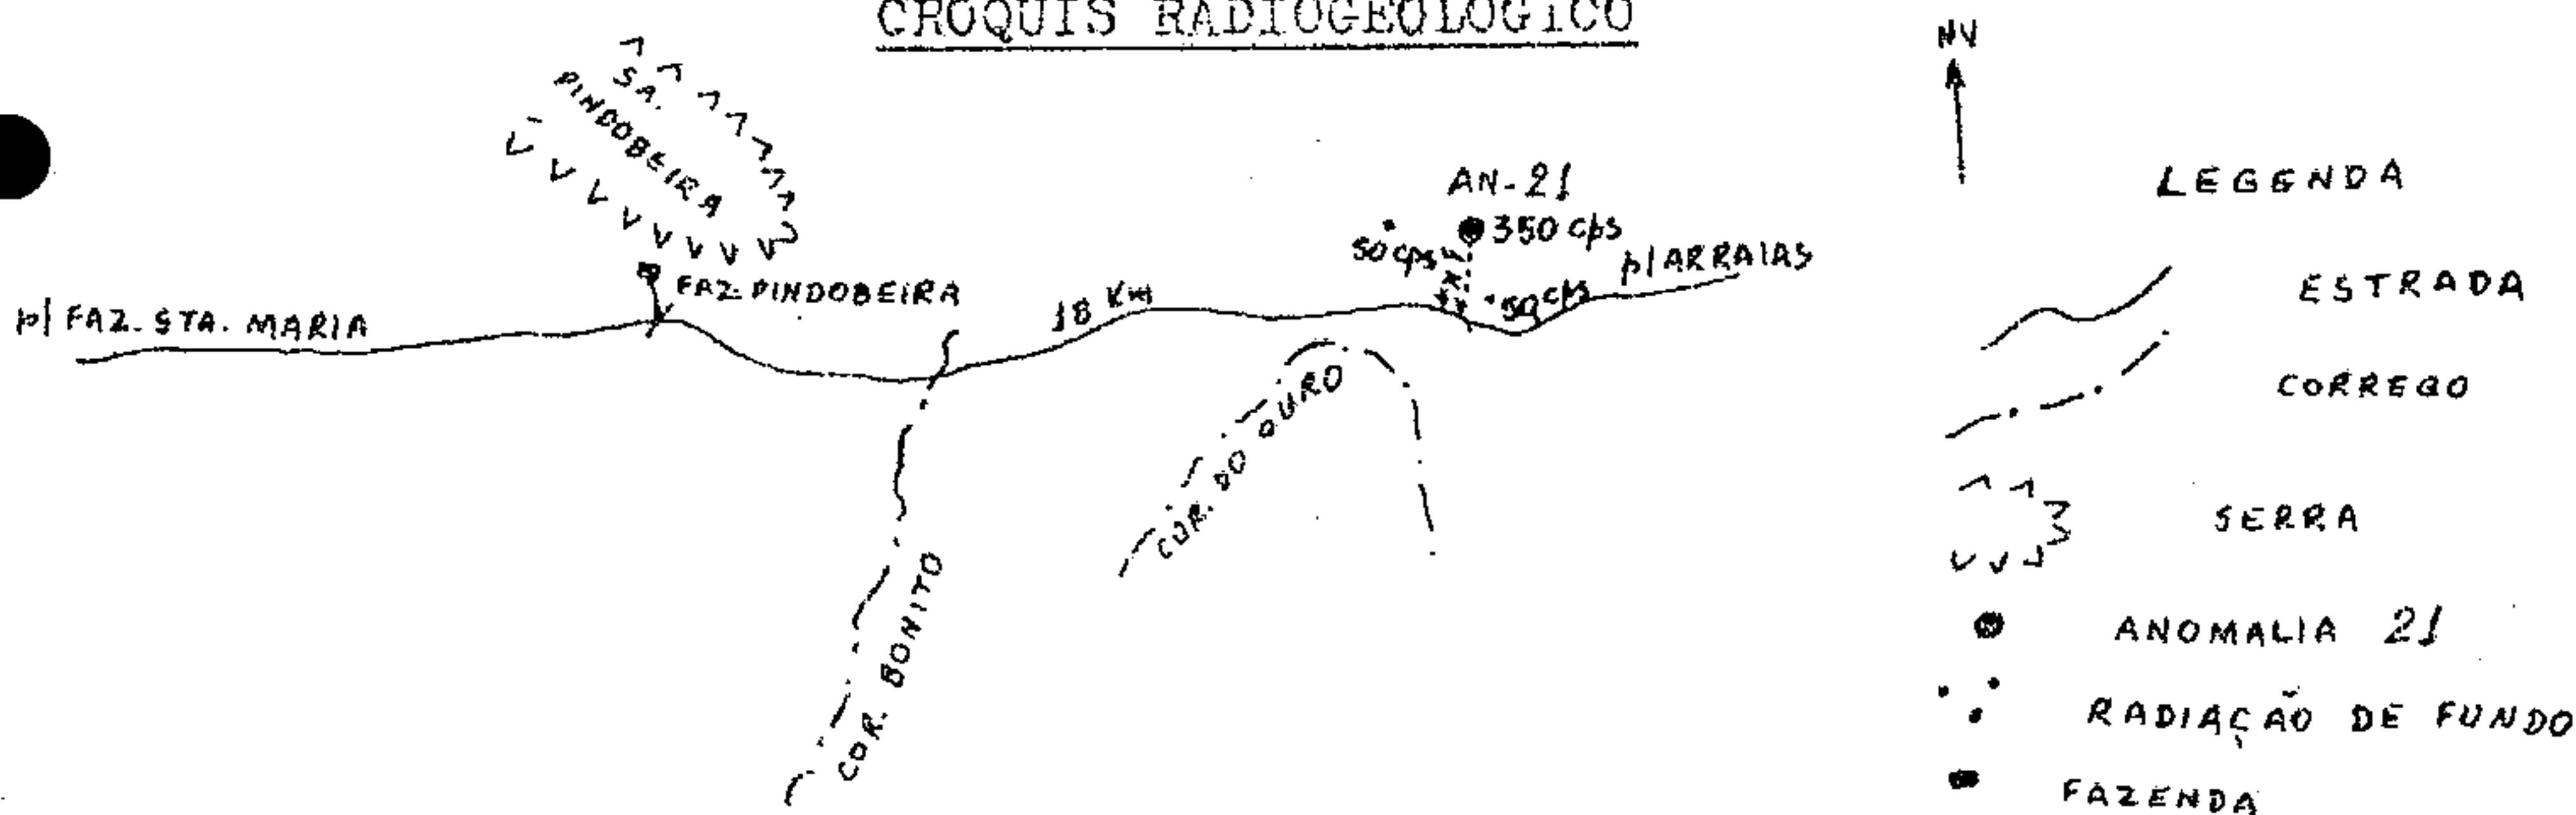 CROQUIS RADIOGEOLOGICO
NV
SA.
PINDOBEIRA
AN-21
350 cps
50 cps
50 cps
p/ ARRAIAS
FAZ. PINDOBEIRA
18 Km
p/ FAZ. STA. MARIA
COR. DO OURO
COR. BONITO
LEGENDA
ESTRADA
CORREGO
SERRA
ANOMALIA 21
RADIAÇÃO DE FUNDO
FAZENDA